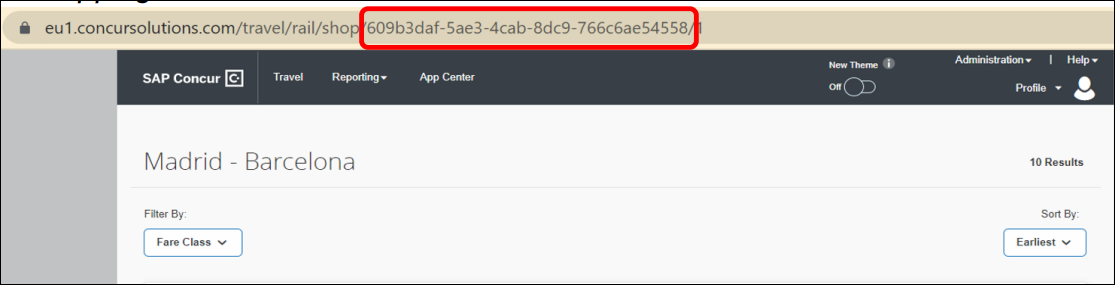 eu1.concursolutions.com/travel/rail/shop/609b3daf-5ae3-4cab-8dc9-766c6ae54558/1
SAP Concur C Travel Reporting App Center
New Theme i
Off
Administration | Help
Profile
Madrid - Barcelona
10 Results
Filter By:
Sort By:
Fare Class
Earliest